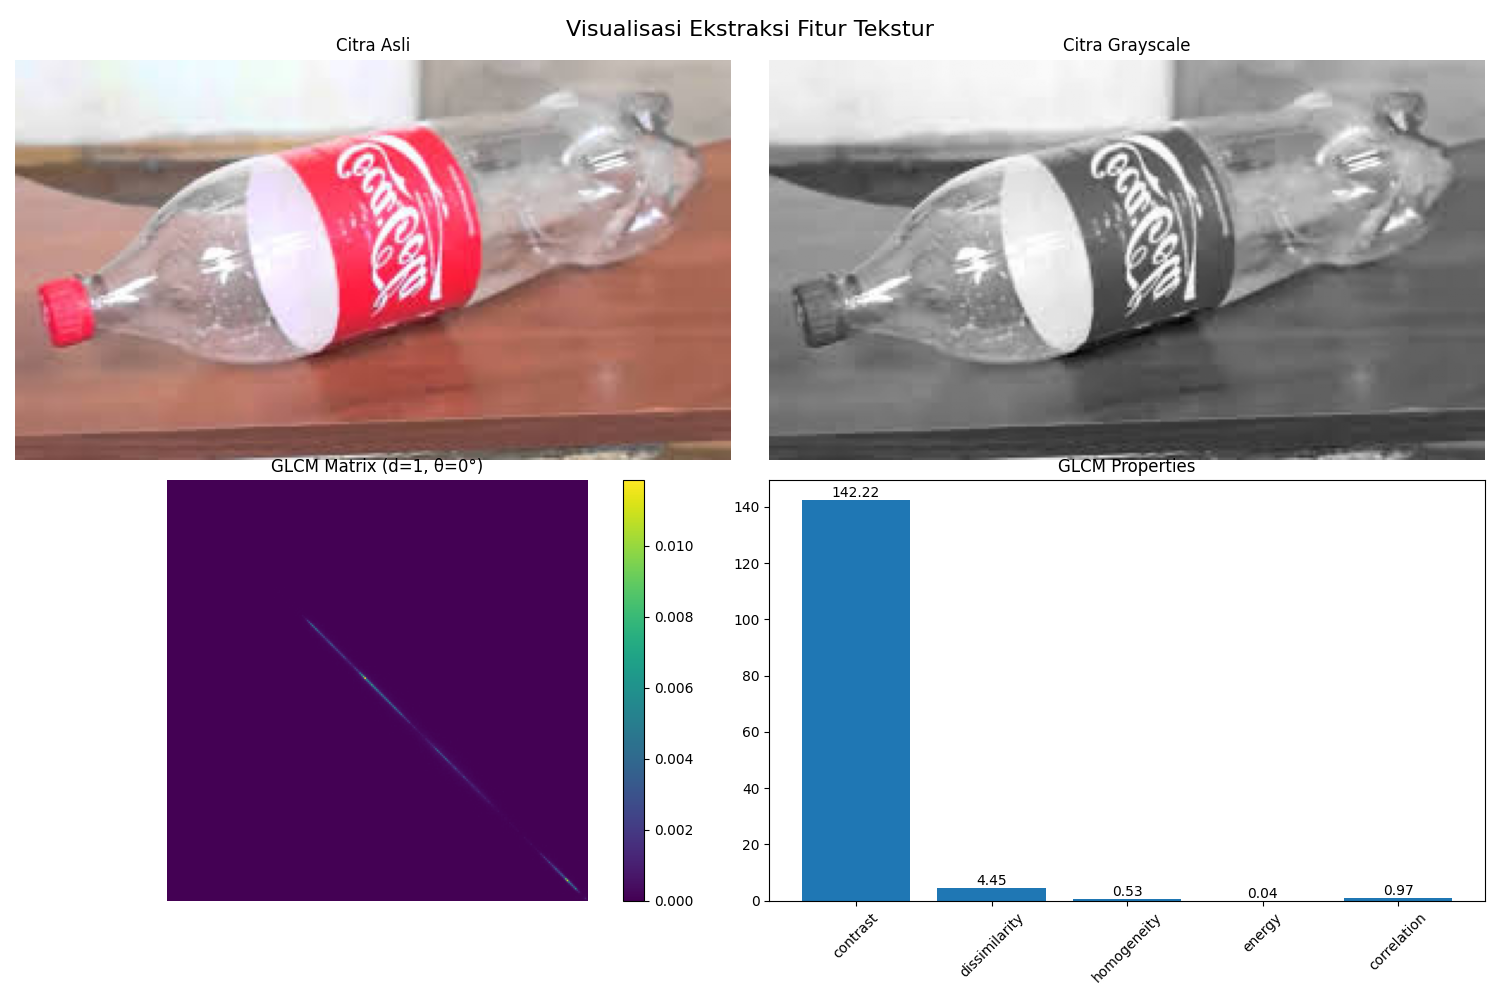 Visualisasi Ekstraksi Fitur Tekstur
Citra Asli
Citra Grayscale
Coca-Cola
Coca-Cola
GLCM Matrix (d=1, θ=0°)
GLCM Properties
0.010
0.008
0.006
0.004
0.002
0.000
140
120
100
80
60
40
20
0
142.22
4.45
0.53
0.04
0.97
contrast
dissimilarity
homogeneity
energy
correlation